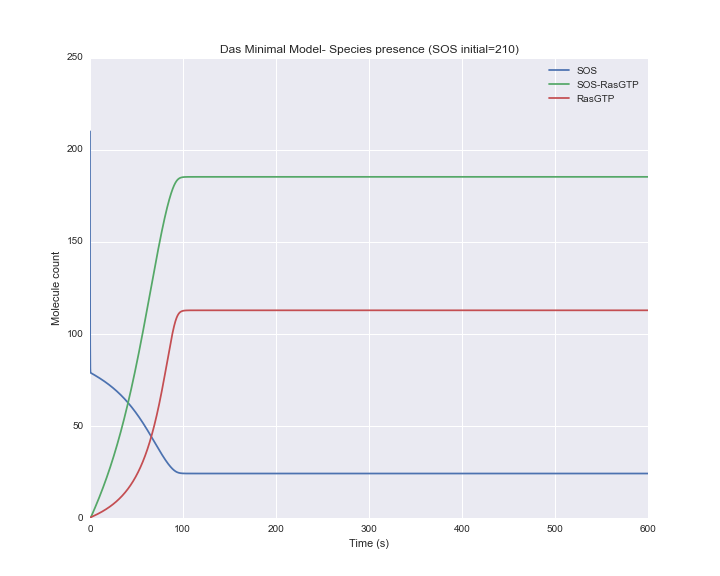 Das Minimal Model- Species presence (SOS initial=210)
250
200
150
100
50
0
Molecule count
SOS
SOS-RasGTP
RasGTP
0 100 200 300 400 500 600
Time (s)